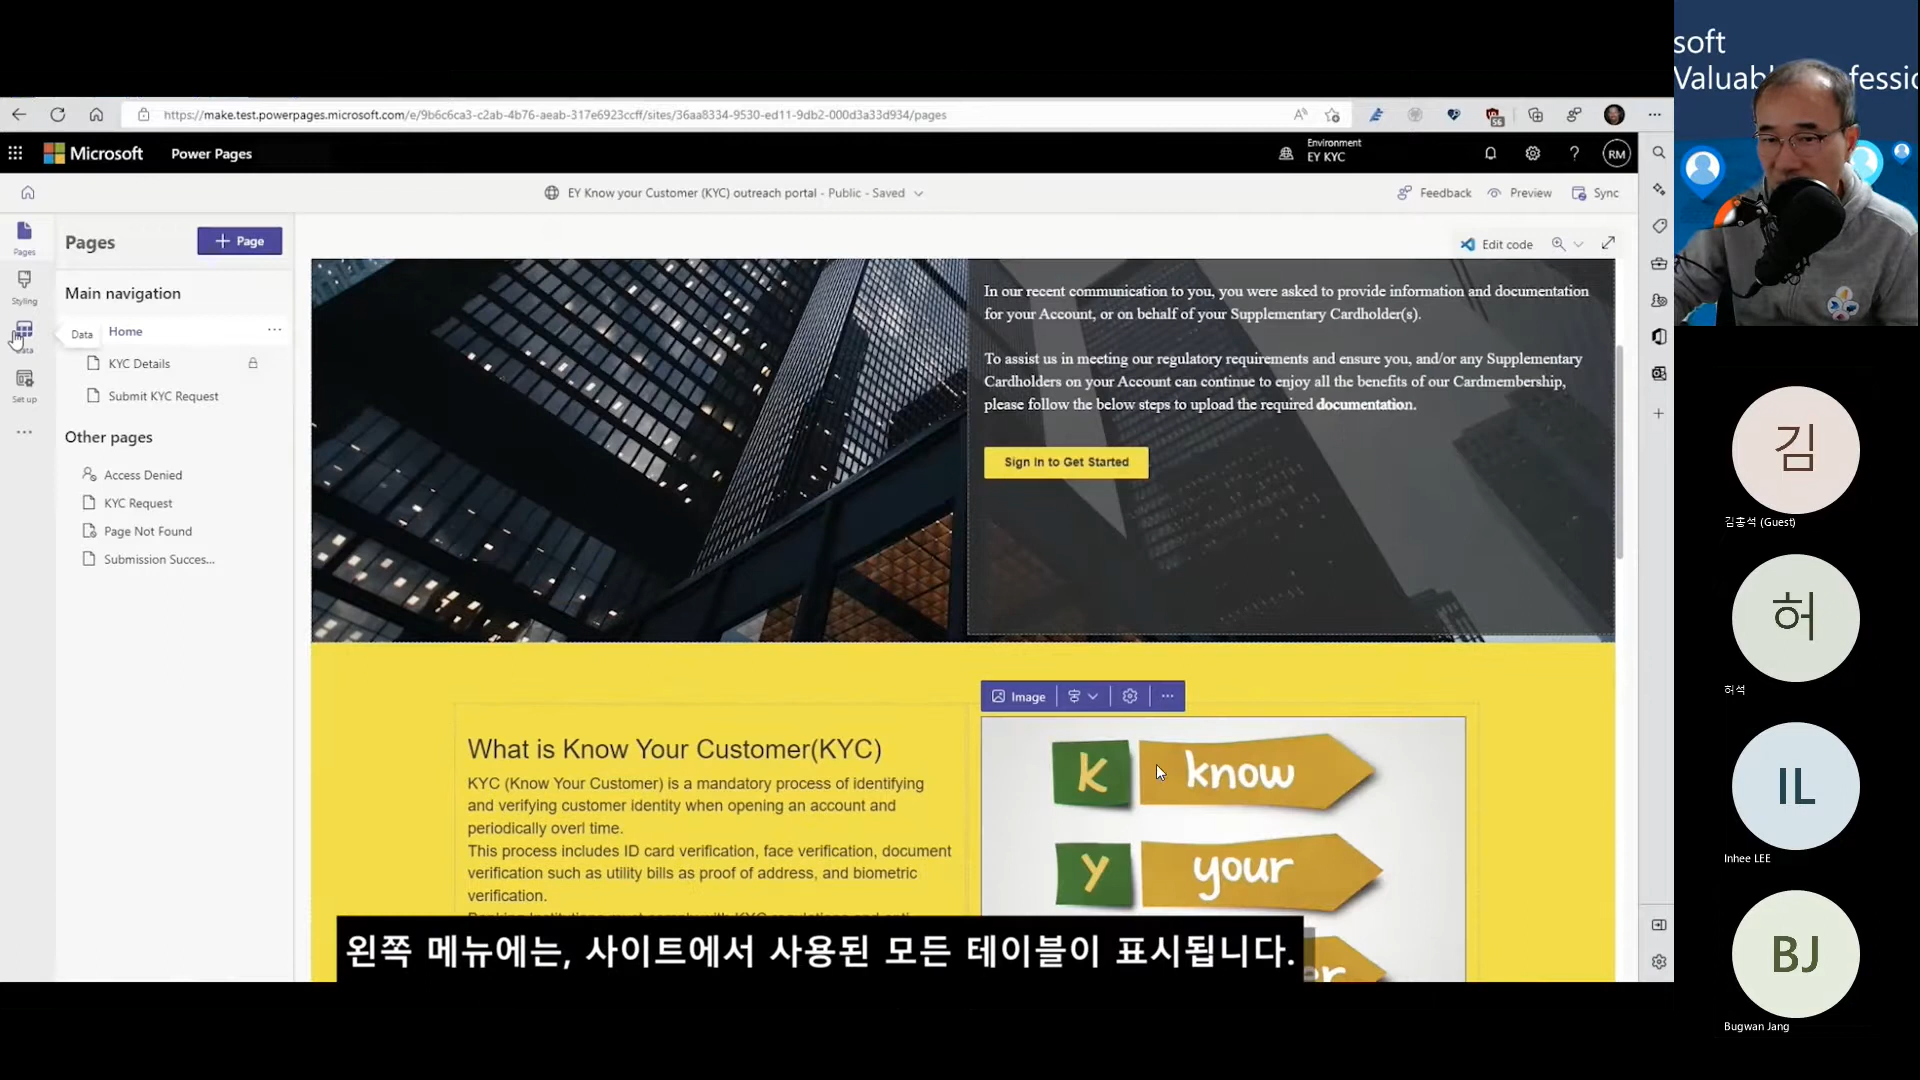 soft
Valuab
fessio
https://make.test.powerpages.microsoft.com/e/9b6c6ca3-c2ab-4b76-aeab-317e6923ccff/sites/36aa8334-9530-ed11-9db2-000d3a33d934/pages
Microsoft
Power Pages
Environment
EY KYC
RM
EY Know your Customer (KYC) outreach portal - Public - Saved
Feedback
Preview
Sync
Pages
Styling
Set up
Pages
+ Page
Edit code
Main navigation
Data
Home
KYC Details
Submit KYC Request
Other pages
Access Denied
KYC Request
Page Not Found
Submission Succes...
In our recent communication to you, you were asked to provide information and documentation
for your Account, or on behalf of your Supplementary Cardholder(s).
To assist us in meeting our regulatory requirements and ensure you, and/or any Supplementary
Cardholders on your Account can continue to enjoy all the benefits of our Cardmembership,
please follow the below steps to upload the required documentation.
Sign In to Get Started
Image
What is Know Your Customer(KYC)
KYC (Know Your Customer) is a mandatory process of identifying
and verifying customer identity when opening an account and
periodically overl time.
This process includes ID card verification, face verification, document
verification such as utility bills as proof of address, and biometric
verification.
K know
Y your
왼쪽 메뉴에는, 사이트에서 사용된 모든 테이블이 표시됩니다.
김
김홍석 (Guest)
허
허석
IL
Inhee LEE
BJ
Bugwan Jang